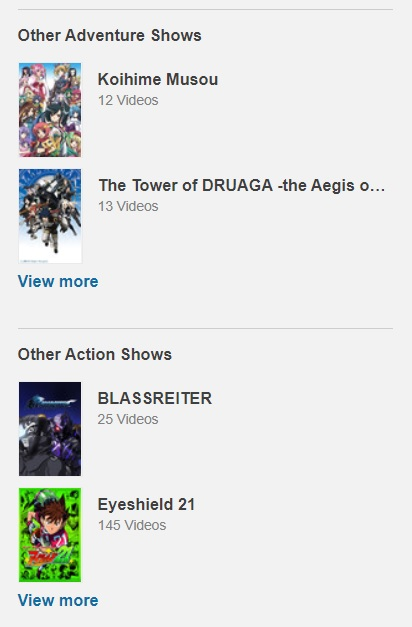 Other Adventure Shows
Koihime Musou
12 Videos
The Tower of DRUAGA -the Aegis o...
13 Videos
View more
Other Action Shows
BLASSREITER
25 Videos
Eyeshield 21
145 Videos
View more